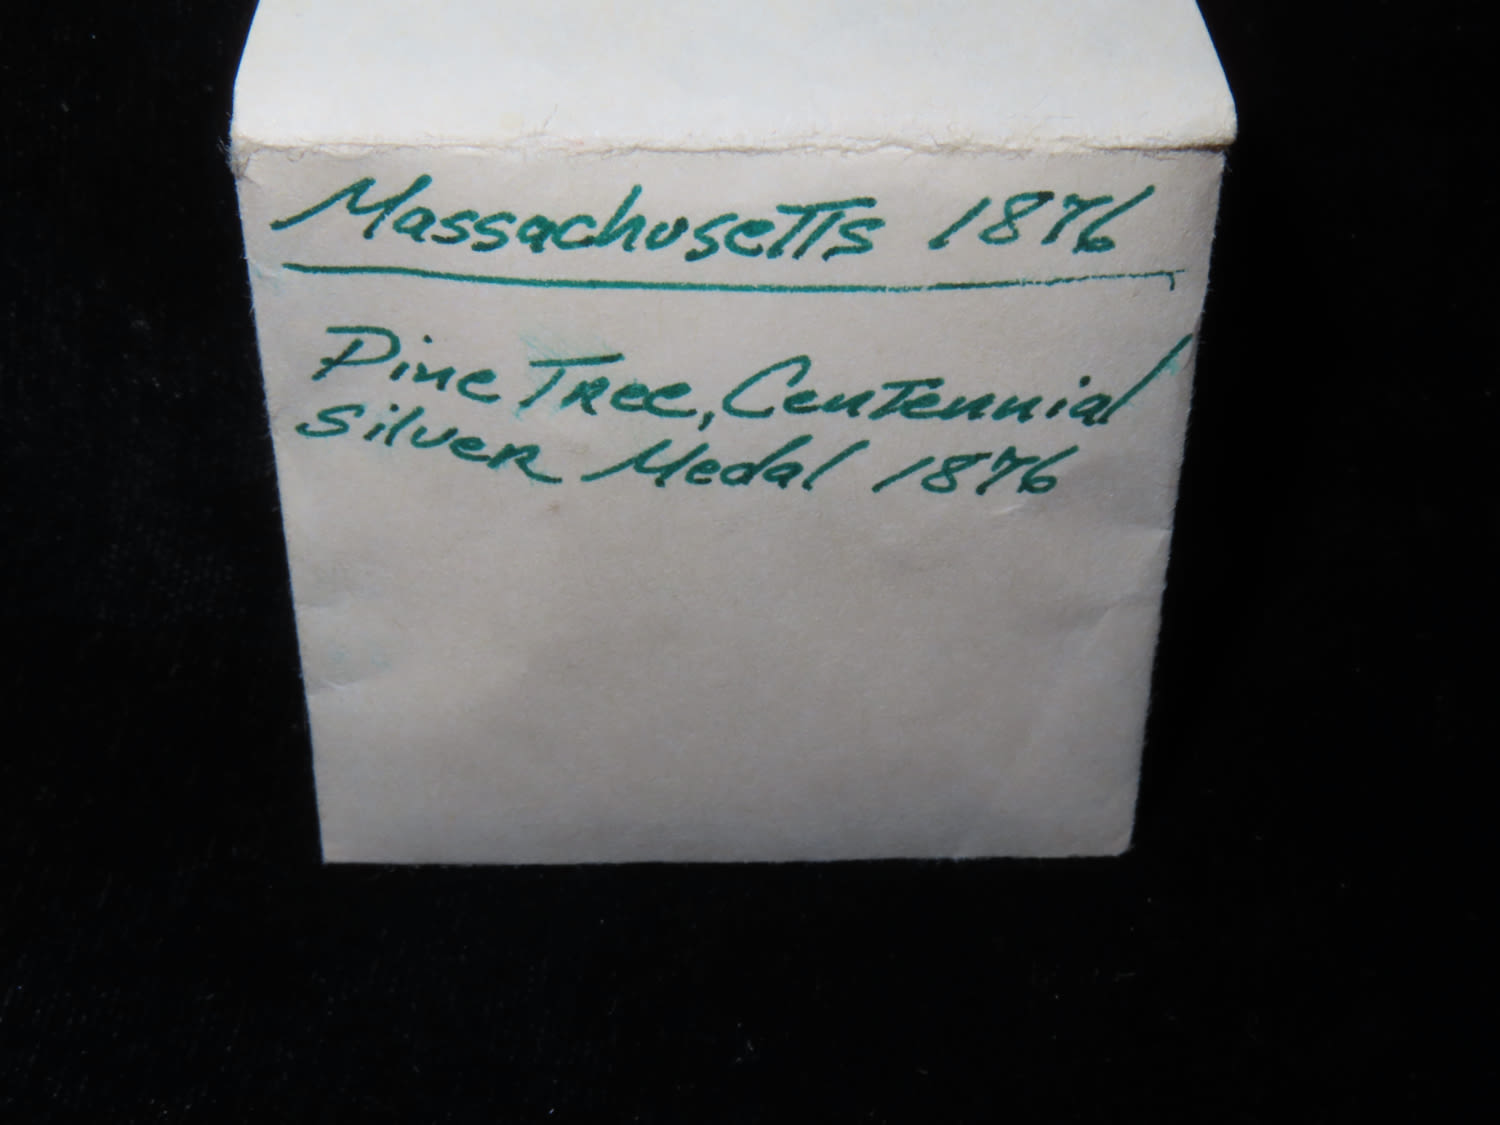 Massachusetts 1876
Pine Tree, Centennial
Silver Medal 1876